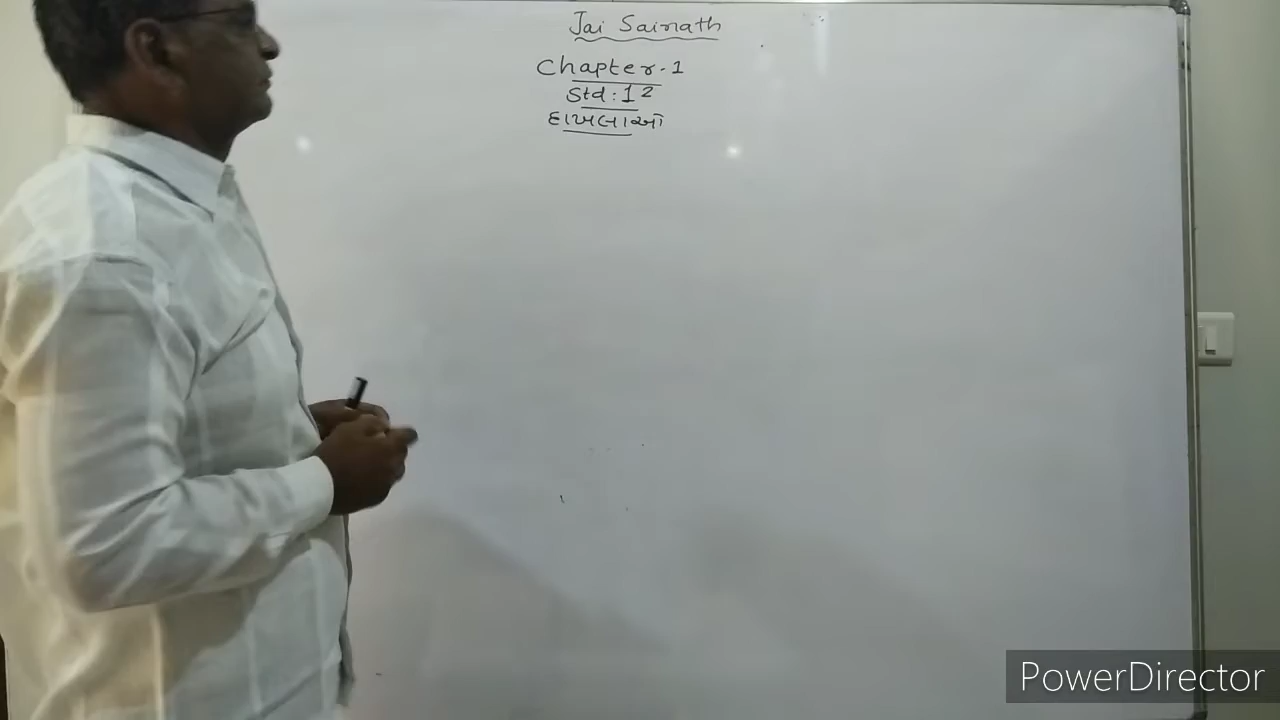 Jai Sainath
Chapter-1
Std:12
દાખલાઓ
PowerDirector